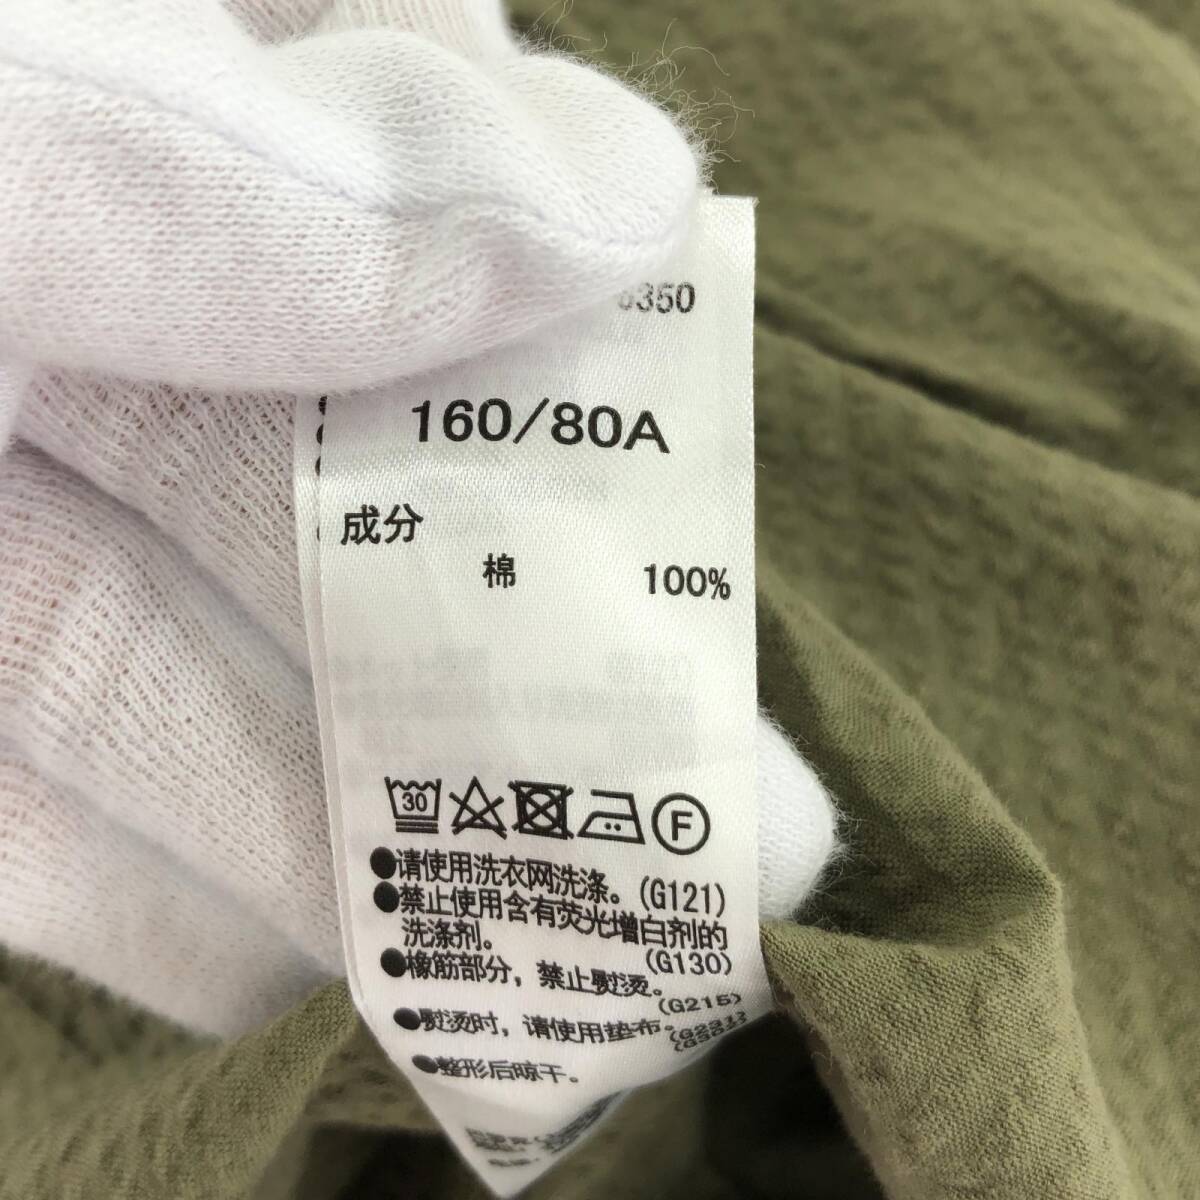 160/80A
成分
棉 100%
30
F
●请使用洗衣网洗涤。(G121)
●禁止使用含有荧光增白剂的
洗涤剂。 (G130)
●橡筋部分，禁止熨烫。
(G215)
●熨烫时，请使用垫布。(G221)
●整形后晾干。